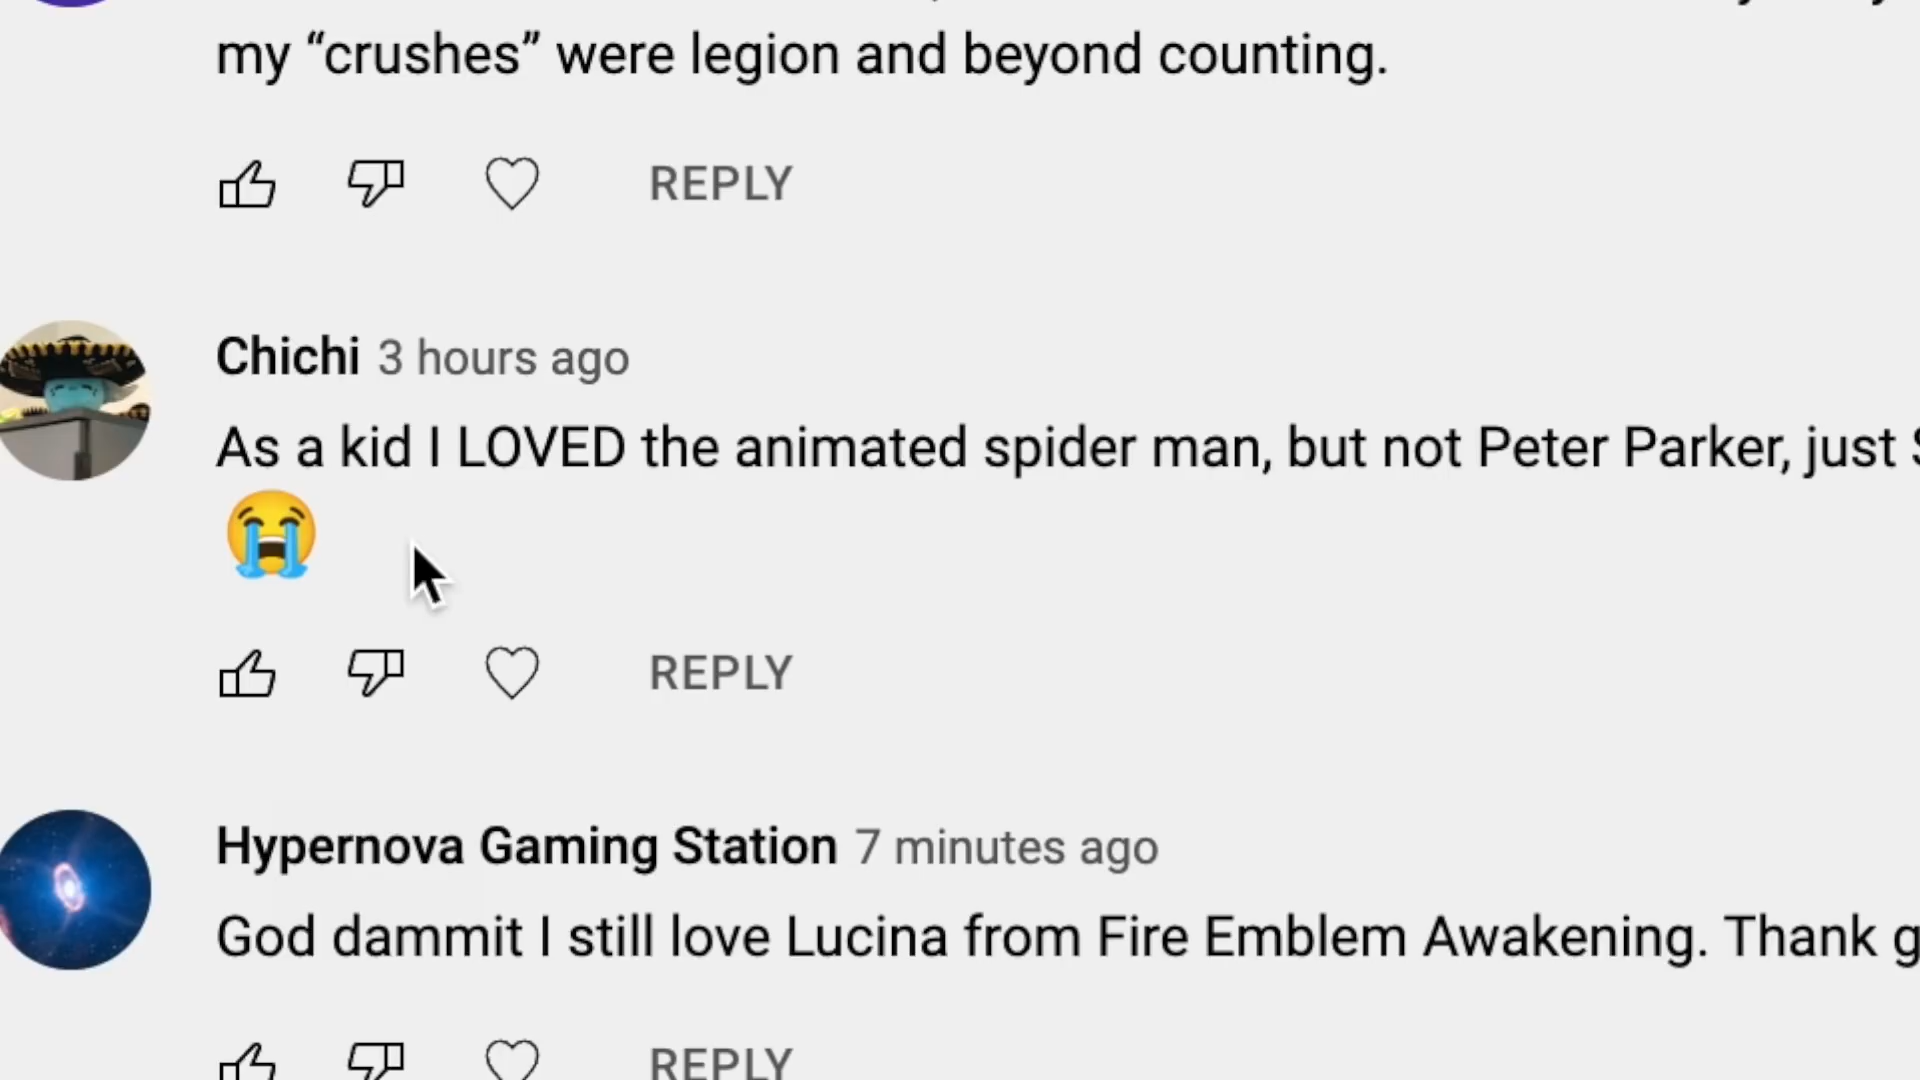 my “crushes” were legion and beyond counting.
REPLY
Chichi 3 hours ago
As a kid I LOVED the animated spider man, but not Peter Parker, just
😭
REPLY
Hypernova Gaming Station 7 minutes ago
God dammit I still love Lucina from Fire Emblem Awakening. Thank
REPLY